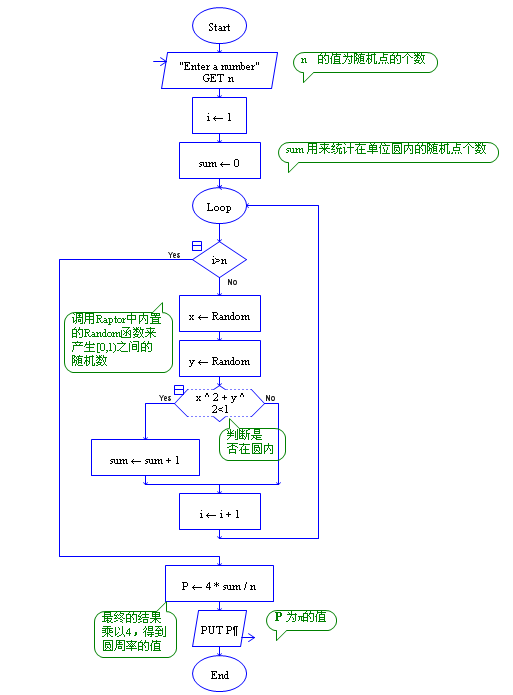 Start
"Enter a number"
GET n
n 的值为随机点的个数
i ← 1
sum ← 0
sum 用来统计在单位圆内的随机点个数
Loop
Yes
i>n
No
x ← Random
调用Raptor中内置
的Random函数来
产生[0,1)之间的
随机数
y ← Random
Yes
x ^ 2 + y ^
2<1
No
判断是
否在圆内
sum ← sum + 1
i ← i + 1
P ← 4 * sum / n
最终的结果
乘以4，得到
圆周率的值
PUT P¶
P 为π的值
End